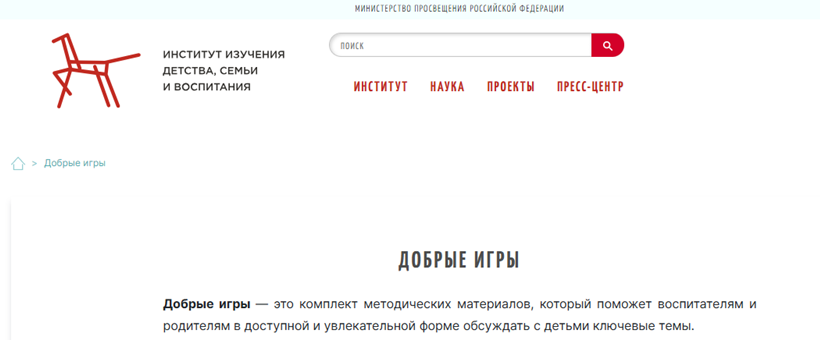 МИНИСТЕРСТВО ПРОСВЕЩЕНИЯ РОССИЙСКОЙ ФЕДЕРАЦИИ
ИНСТИТУТ ИЗУЧЕНИЯ
ДЕТСТВА, СЕМЬИ
И ВОСПИТАНИЯ
ПОИСК
ИНСТИТУТ НАУКА ПРОЕКТЫ ПРЕСС-ЦЕНТР
> Добрые игры
ДОБРЫЕ ИГРЫ
Добрые игры — это комплект методических материалов, который поможет воспитателям и
родителям в доступной и увлекательной форме обсуждать с детьми ключевые темы.